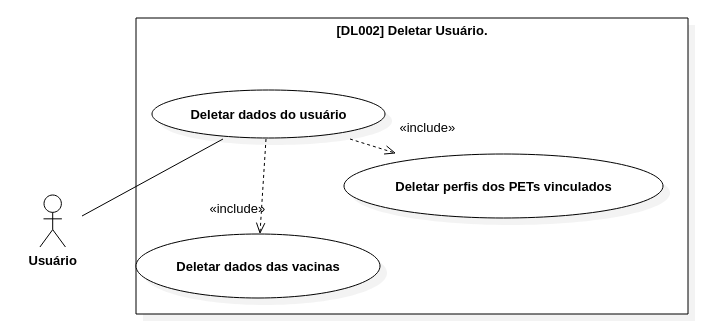 [DL002] Deletar Usuário.
Deletar dados do usuário
«include»
Deletar perfis dos PETs vinculados
«include»
Usuário
Deletar dados das vacinas